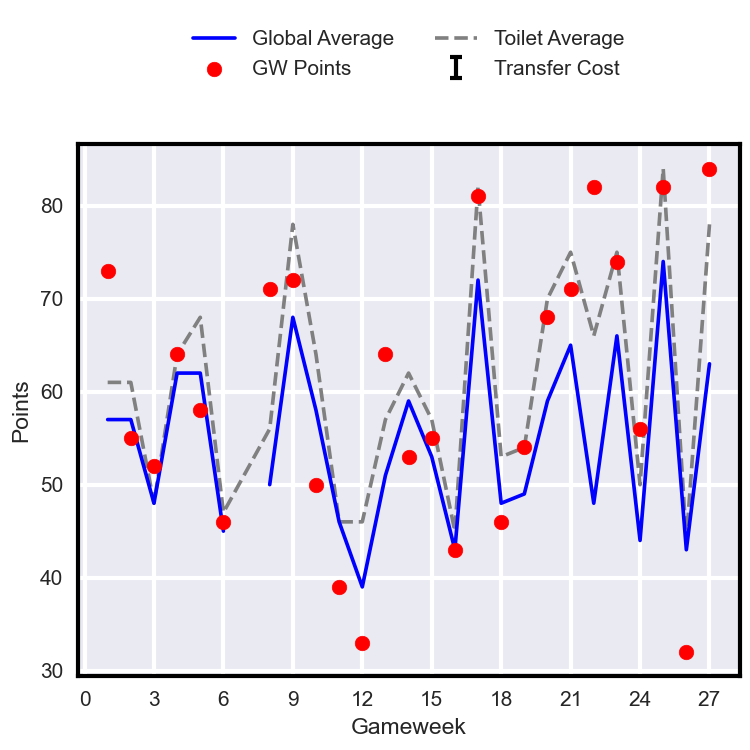 Global Average
Toilet Average
GW Points
Transfer Cost
Points
80
70
60
50
40
30
0 3 6 9 12 15 18 21 24 27
Gameweek